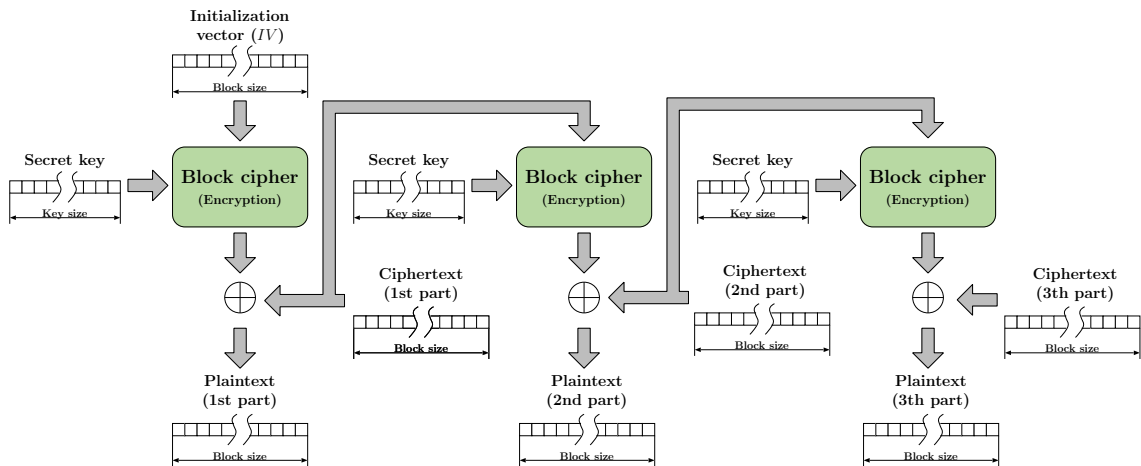 Initialization
vector (IV)
Block size
Secret key
Key size
Block cipher
(Encryption)
Secret key
Key size
Block cipher
(Encryption)
Secret key
Key size
Block cipher
(Encryption)
Ciphertext
(1st part)
Block size
Ciphertext
(2nd part)
Block size
Ciphertext
(3th part)
Block size
Plaintext
(1st part)
Block size
Plaintext
(2nd part)
Block size
Plaintext
(3th part)
Block size